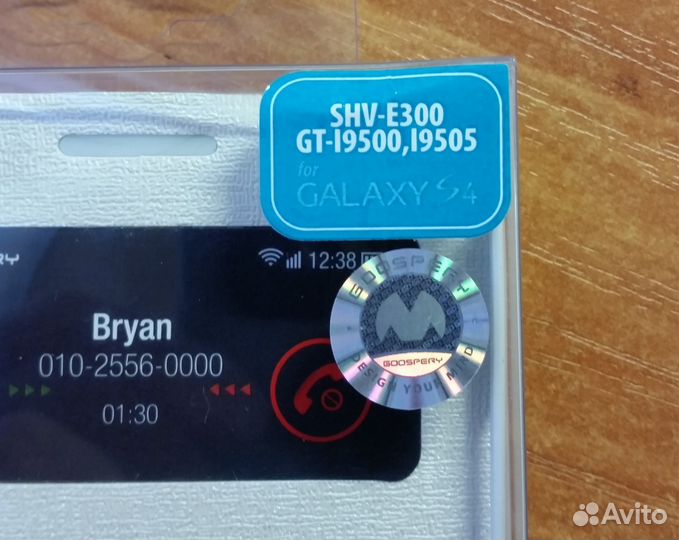 SHV-E300
GT-I9500,I9505
for
GALAXY S4
12:38
Bryan
010-2556-0000
01:30
GOOSPERY
GOOSPERY
DESIGN YOUR MIND
Avito